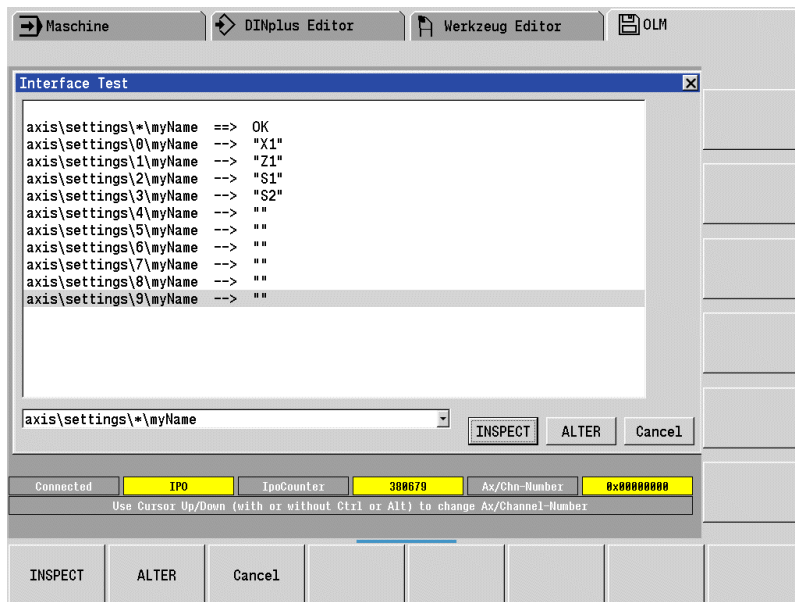 Maschine DINplus Editor Werkzeug Editor OLM
Interface Test
axis\settings\*\myName ==> OK
axis\settings\0\myName --> "X1"
axis\settings\1\myName --> "Z1"
axis\settings\2\myName --> "S1"
axis\settings\3\myName --> "S2"
axis\settings\4\myName --> ""
axis\settings\5\myName --> ""
axis\settings\6\myName --> ""
axis\settings\7\myName --> ""
axis\settings\8\myName --> ""
axis\settings\9\myName --> ""
axis\settings\*\myName
INSPECT ALTER Cancel
Connected IPO IpoCounter 380679 Ax/Chn-Number 0x00000000
Use Cursor Up/Down (with or without Ctrl or Alt) to change Ax/Channel-Number
INSPECT ALTER Cancel